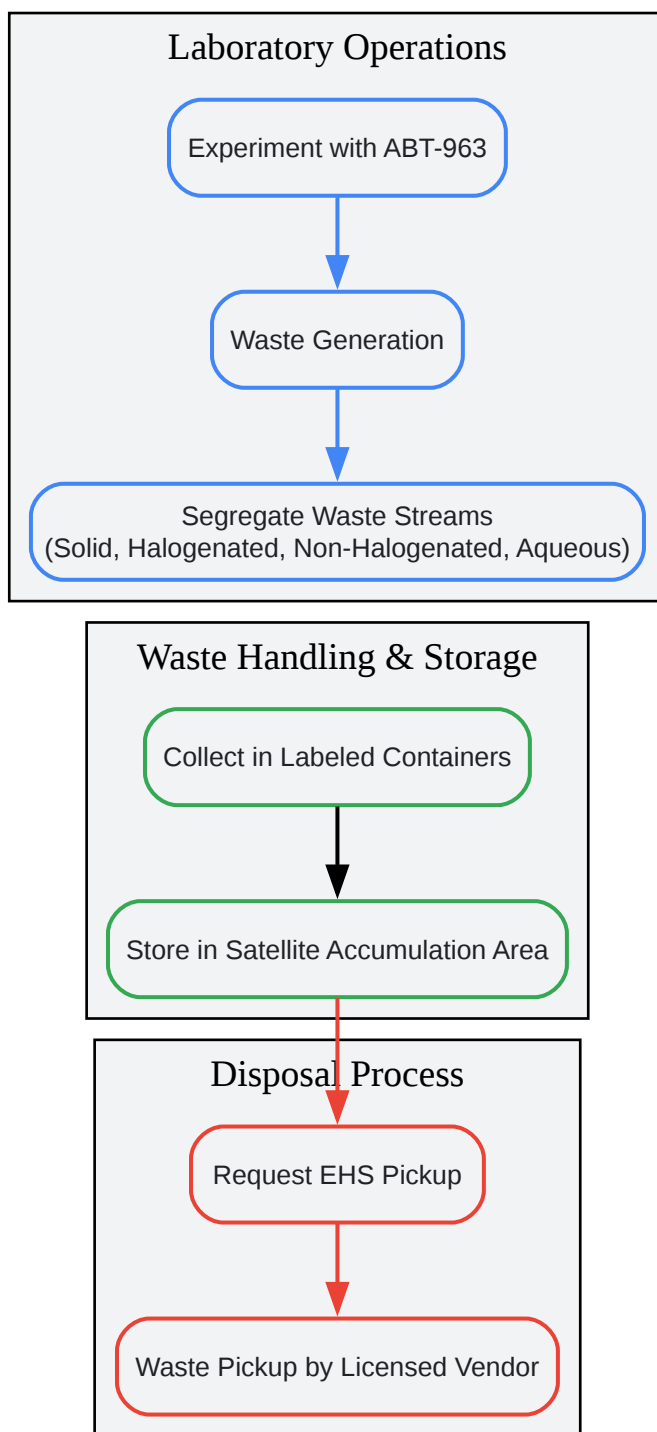 Laboratory Operations
Experiment with ABT-963
Waste Generation
Segregate Waste Streams
(Solid, Halogenated, Non-Halogenated, Aqueous)
Waste Handling & Storage
Collect in Labeled Containers
Store in Satellite Accumulation Area
Disposal Process
Request EHS Pickup
Waste Pickup by Licensed Vendor